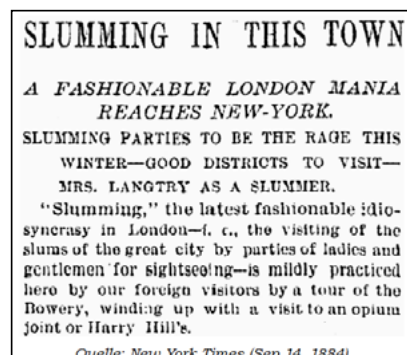 SLUMMING IN THIS TOWN
A FASHIONABLE LONDON MANIA
REACHES NEW-YORK.
SLUMMING PARTIES TO BE THE RAGE THIS
WINTER—GOOD DISTRICTS TO VISIT—
MRS. LANGTRY AS A SLUMMER.
"Slumming," the latest fashionable idio-
syncrasy in London—i. e., the visiting of the
slums of the great city by parties of ladies and
gentlemen for sightseeing—is mildly practiced
here by our foreign visitors by a tour of the
Bowery, winding up with a visit to an opium
joint or Harry Hill's.
Quelle: New York Times (Sep 14, 1884)